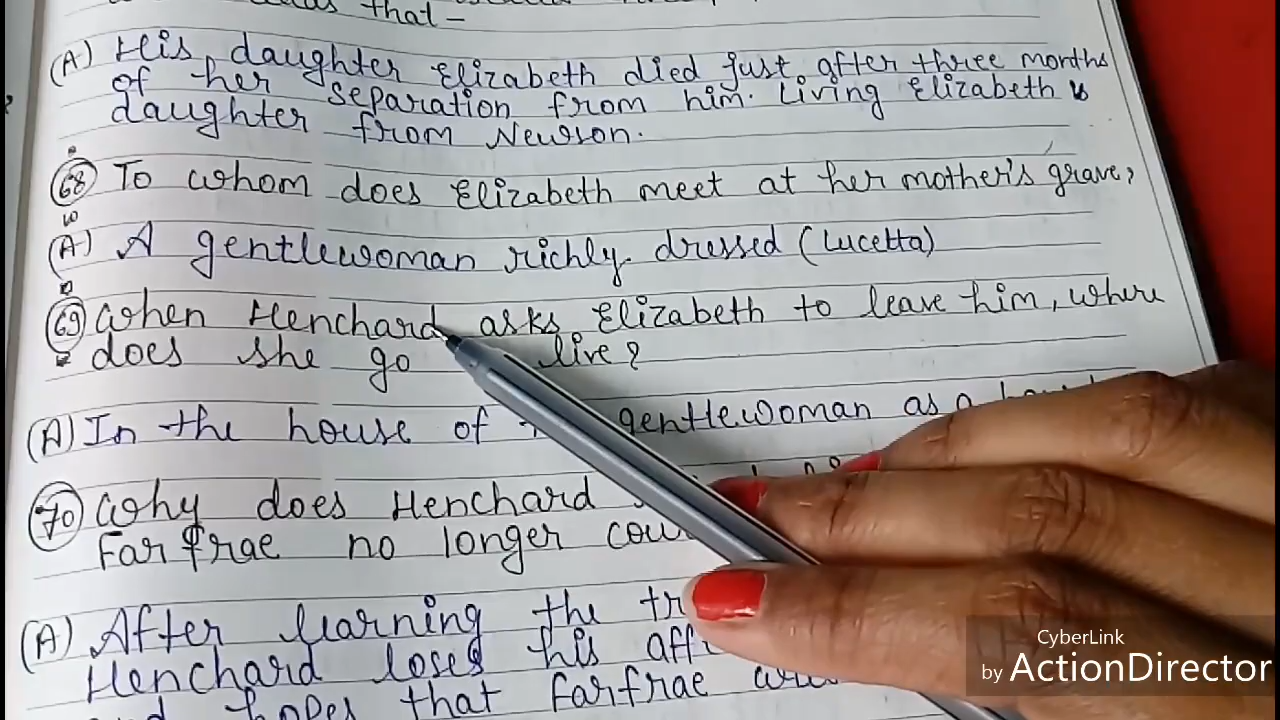 that -
(A) His daughter Elizabeth died just after three months
of her separation from him. Living Elizabeth is
daughter from Newson.
68 To whom does Elizabeth meet at her mother's grave?
(A) A gentlewoman richly dressed (Lucetta)
69 When Henchard asks Elizabeth to leave him, where
does she go live?
(A) In the house of gentlewoman as a
70 Why does Henchard
Farfrae no longer
(A) After learning the
Henchard loses his
hopes that Farfrae
CyberLink
by ActionDirector